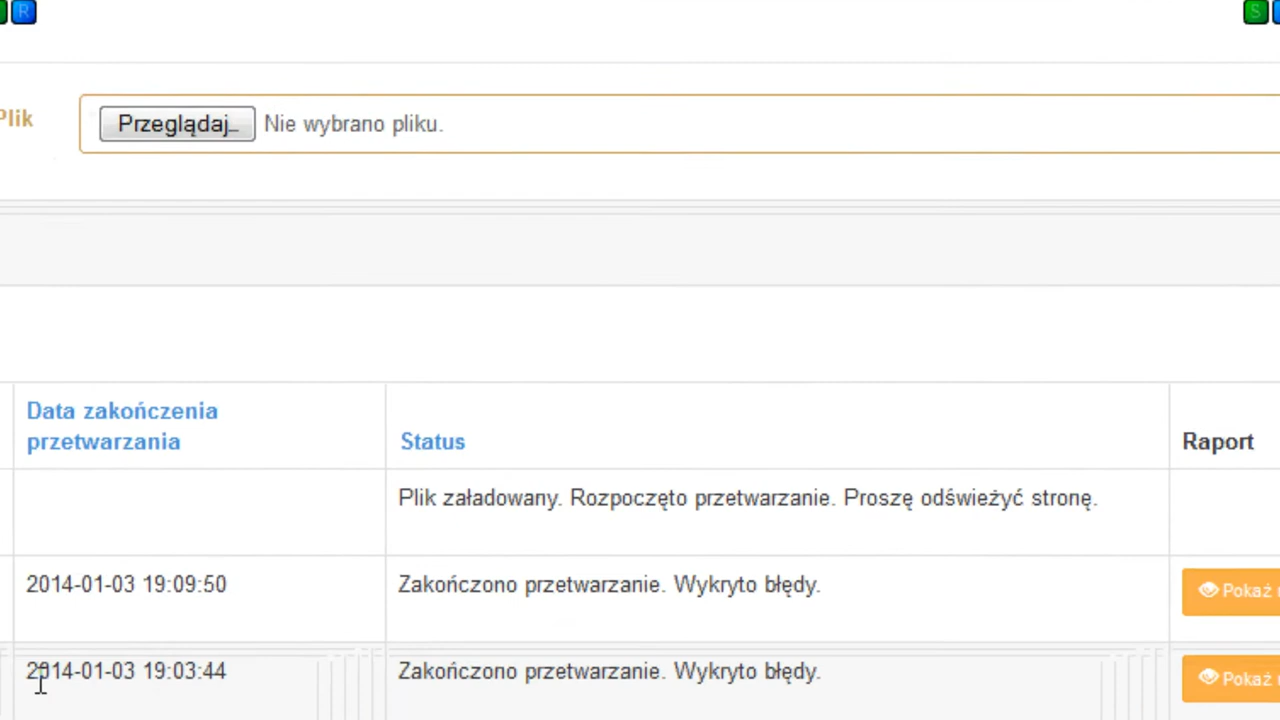 R
S
Plik
Przeglądaj_ Nie wybrano pliku.
Data zakończenia
przetwarzania
Status
Raport
Plik załadowany. Rozpoczęto przetwarzanie. Proszę odświeżyć stronę.
2014-01-03 19:09:50
Zakończono przetwarzanie. Wykryto błędy.
Pokaż
2014-01-03 19:03:44
Zakończono przetwarzanie. Wykryto błędy.
Pokaż